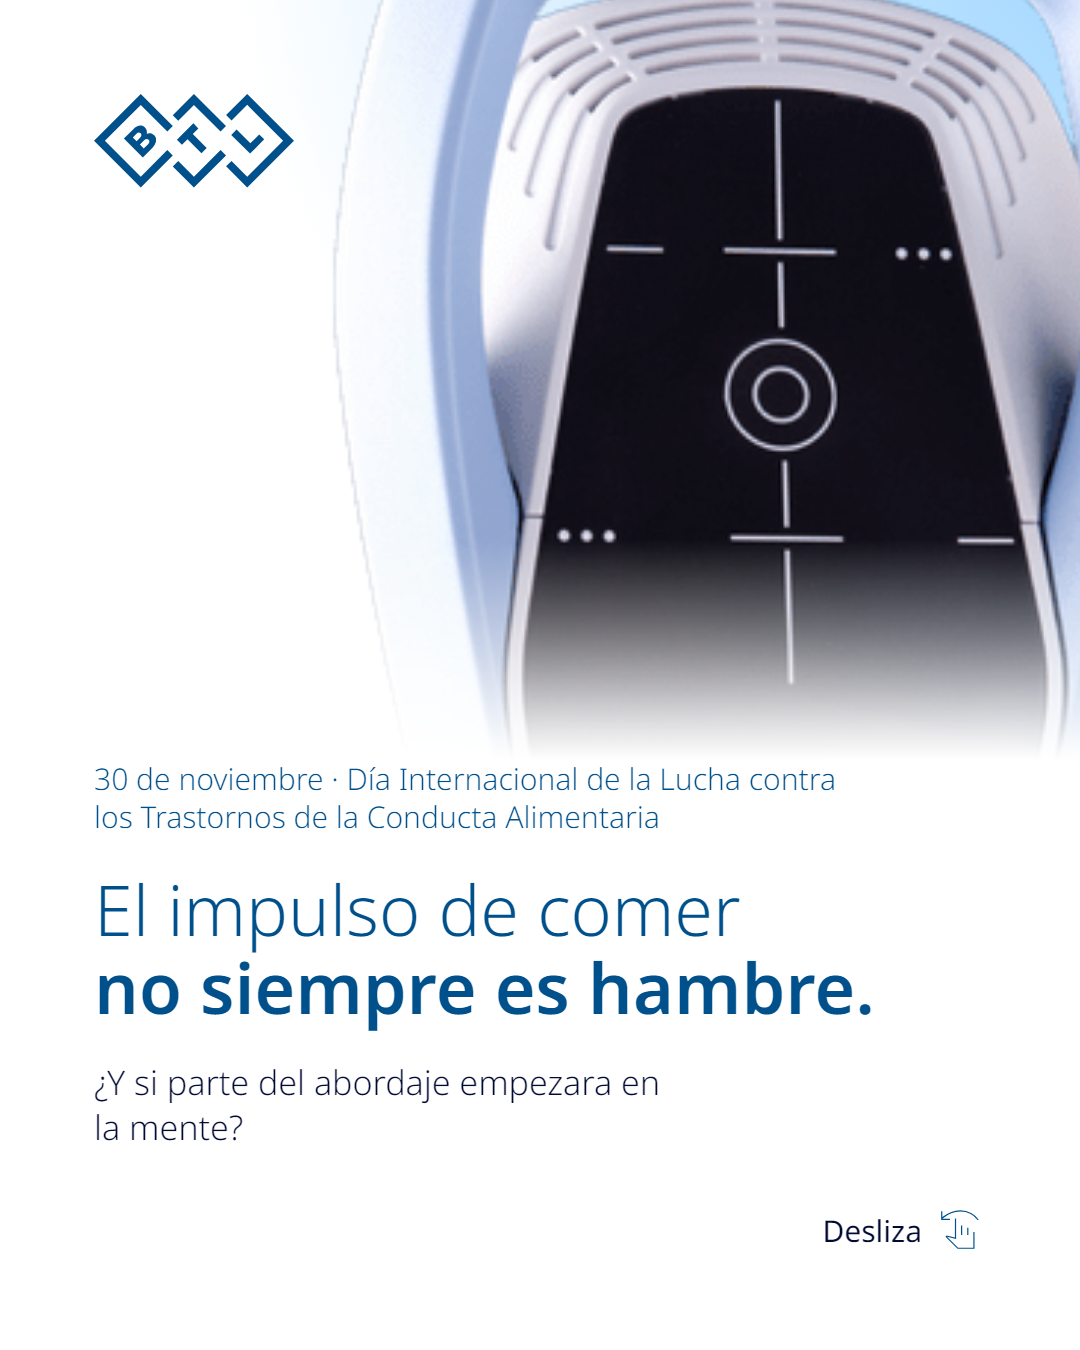 BTL
30 de noviembre · Día Internacional de la Lucha contra
los Trastornos de la Conducta Alimentaria
El impulso de comer
no siempre es hambre.
¿Y si parte del abordaje empezara en
la mente?
Desliza